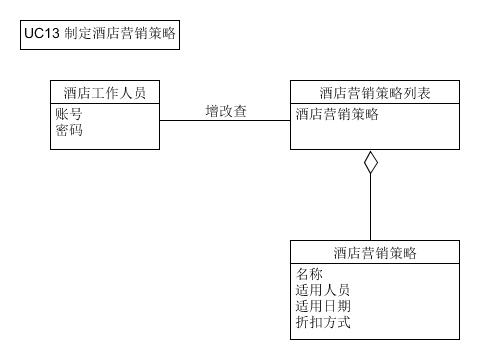 UC13 制定酒店营销策略
酒店工作人员
账号
密码
增改查
酒店营销策略列表
酒店营销策略
酒店营销策略
名称
适用人员
适用日期
折扣方式